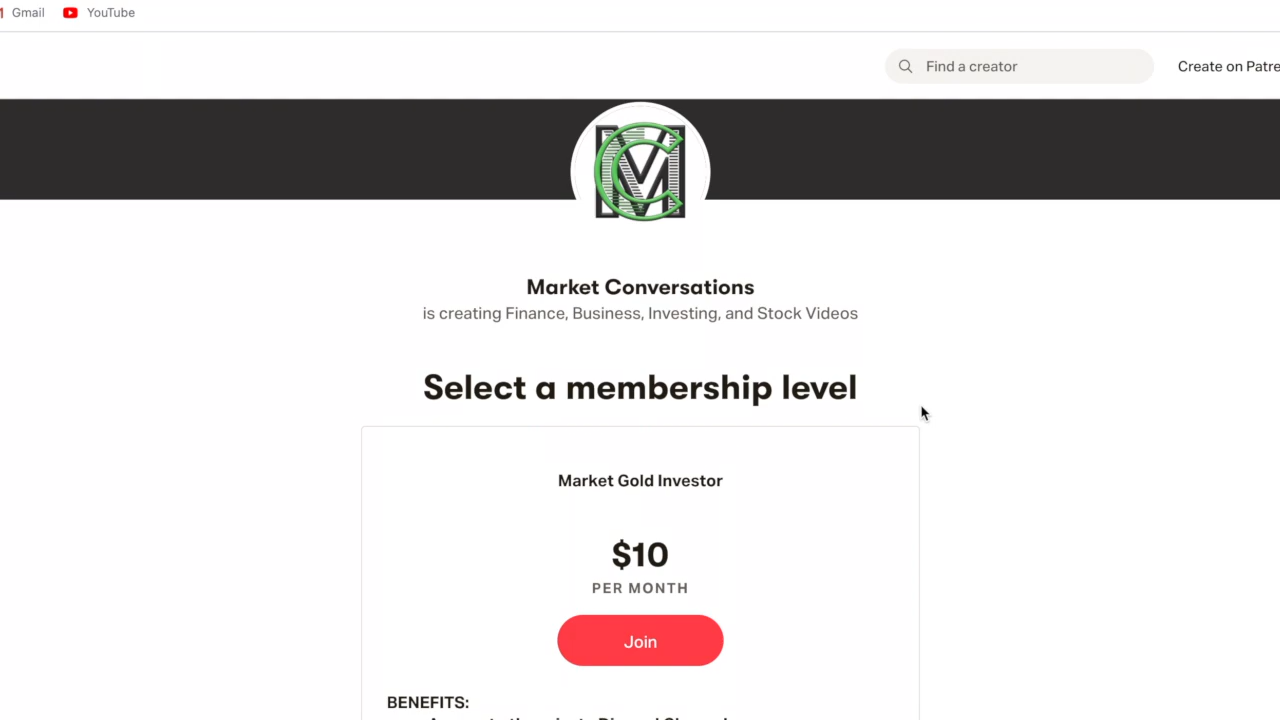 Gmail YouTube
Find a creator Create on Patre
MC
Market Conversations
is creating Finance, Business, Investing, and Stock Videos
Select a membership level
Market Gold Investor
$10
PER MONTH
Join
BENEFITS: